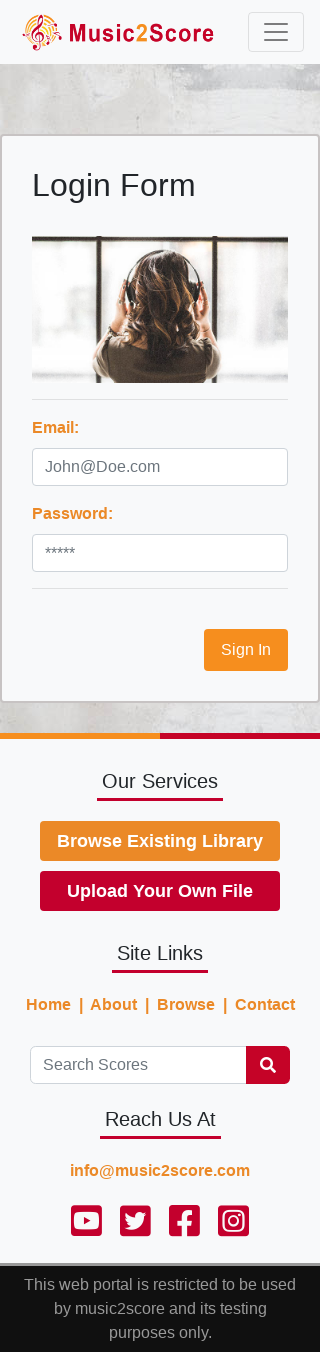 Music2Score
Login Form
Email:
John@Doe.com
Password:
*****
Sign In
Our Services
Browse Existing Library
Upload Your Own File
Site Links
Home | About | Browse | Contact
Search Scores
Reach Us At
info@music2score.com
This web portal is restricted to be used
by music2score and its testing
purposes only.